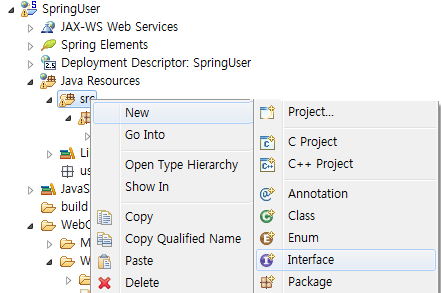 SpringUser
JAX-WS Web Services
Spring Elements
Deployment Descriptor: SpringUser
Java Resources
src
New
Go Into
Open Type Hierarchy
Show In
Copy
Copy Qualified Name
Paste
Delete
Project...
C Project
C++ Project
Annotation
Class
Enum
Interface
Package
Li
us
JavaS
build
WebC
M
W